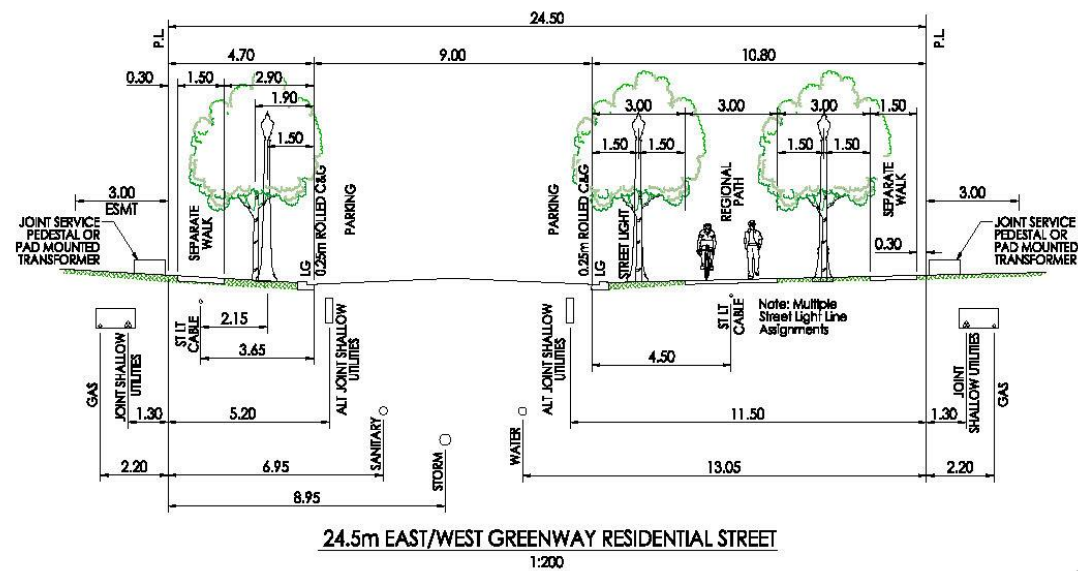 24.50
P.L.
P.L.
4.70
9.00
10.80
0.30
1.50
2.90
3.00
3.00
3.00
1.50
1.90
1.50
1.50
1.50
1.50
1.50
3.00
ESMT
JOINT SERVICE
PEDESTAL OR
PAD MOUNTED
TRANSFORMER
SEPARATE
WALK
LG
0.25m ROLLED C&G
PARKING
PARKING
0.25m ROLLED C&G
LG
STREET LIGHT
REGIONAL
PATH
SEPARATE
WALK
0.30
3.00
JOINT SERVICE
PEDESTAL OR
PAD MOUNTED
TRANSFORMER
GAS
JOINT SHALLOW
UTILITIES
ST LT
CABLE
2.15
3.65
ALT JOINT SHALLOW
UTILITIES
ALT JOINT SHALLOW
UTILITIES
4.50
ST LT
CABLE
Note: Multiple
Street Light Line
Assignments
JOINT
SHALLOW UTILITIES
GAS
1.30
5.20
11.50
1.30
2.20
6.95
SANITARY
WATER
13.05
2.20
8.95
STORM
24.5m EAST/WEST GREENWAY RESIDENTIAL STREET
1:200